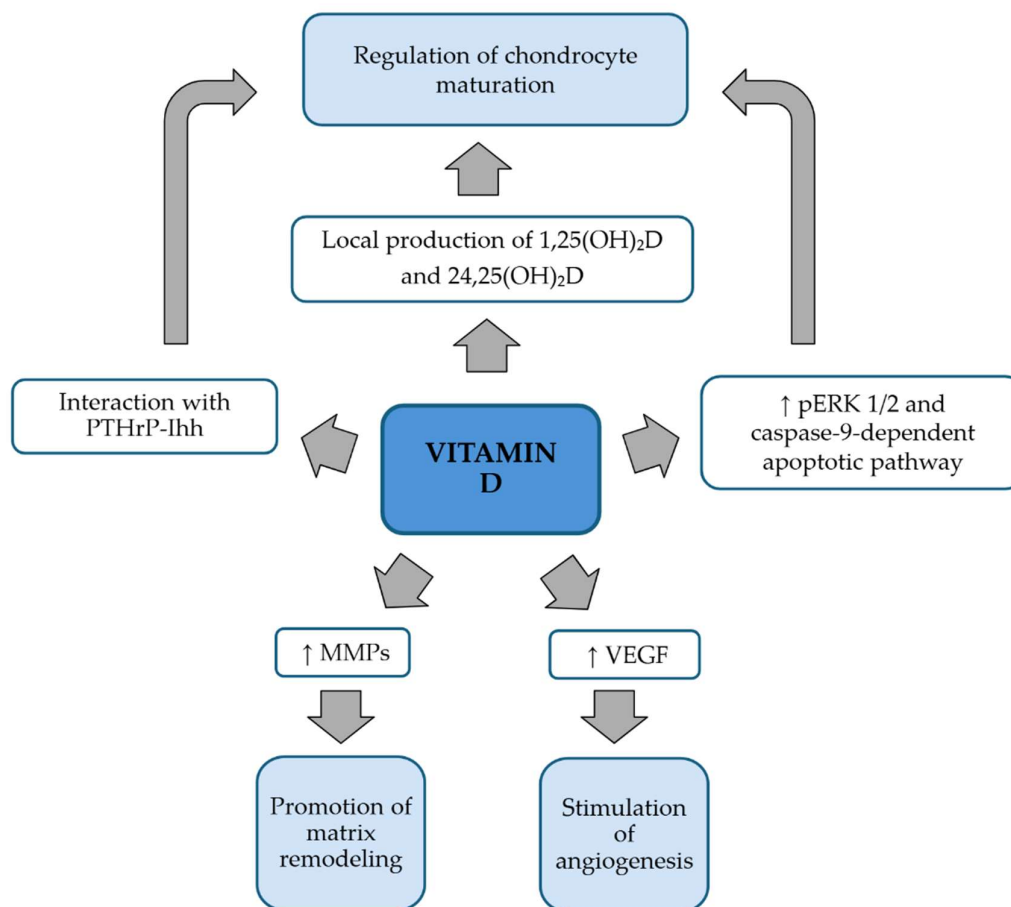 Regulation of chondrocyte
maturation
Local production of 1,25(OH)₂D
and 24,25(OH)₂D
Interaction with
PTHrP-Ihh
VITAMIN
D
↑ pERK 1/2 and
caspase-9-dependent
apoptotic pathway
↑ MMPs
↑ VEGF
Promotion of
matrix
remodeling
Stimulation
of
angiogenesis